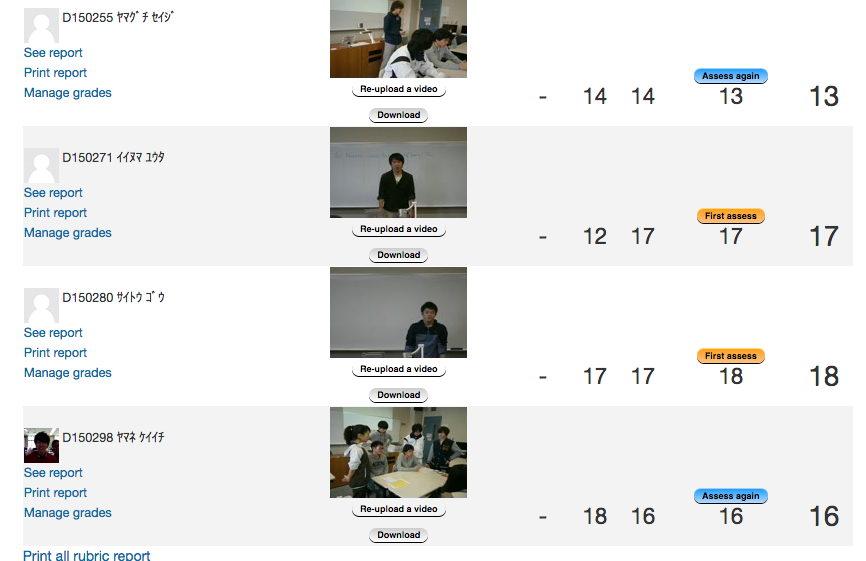 D150255 ﾔﾏｸﾞﾁ ｾｲｼﾞ
See report
Print report
Manage grades
Re-upload a video
Download
- 14 14
Assess again
13
13
D150271 ｲｲﾇﾏ ﾕｳﾀ
See report
Print report
Manage grades
Re-upload a video
Download
- 12 17
First assess
17
17
D150280 ｻｲﾄｳ ｺﾞｳ
See report
Print report
Manage grades
Re-upload a video
Download
- 17 17
First assess
18
18
D150298 ﾔﾏﾈ ｹｲｲﾁ
See report
Print report
Manage grades
Re-upload a video
Download
- 18 16
Assess again
16
16
Print all rubric report